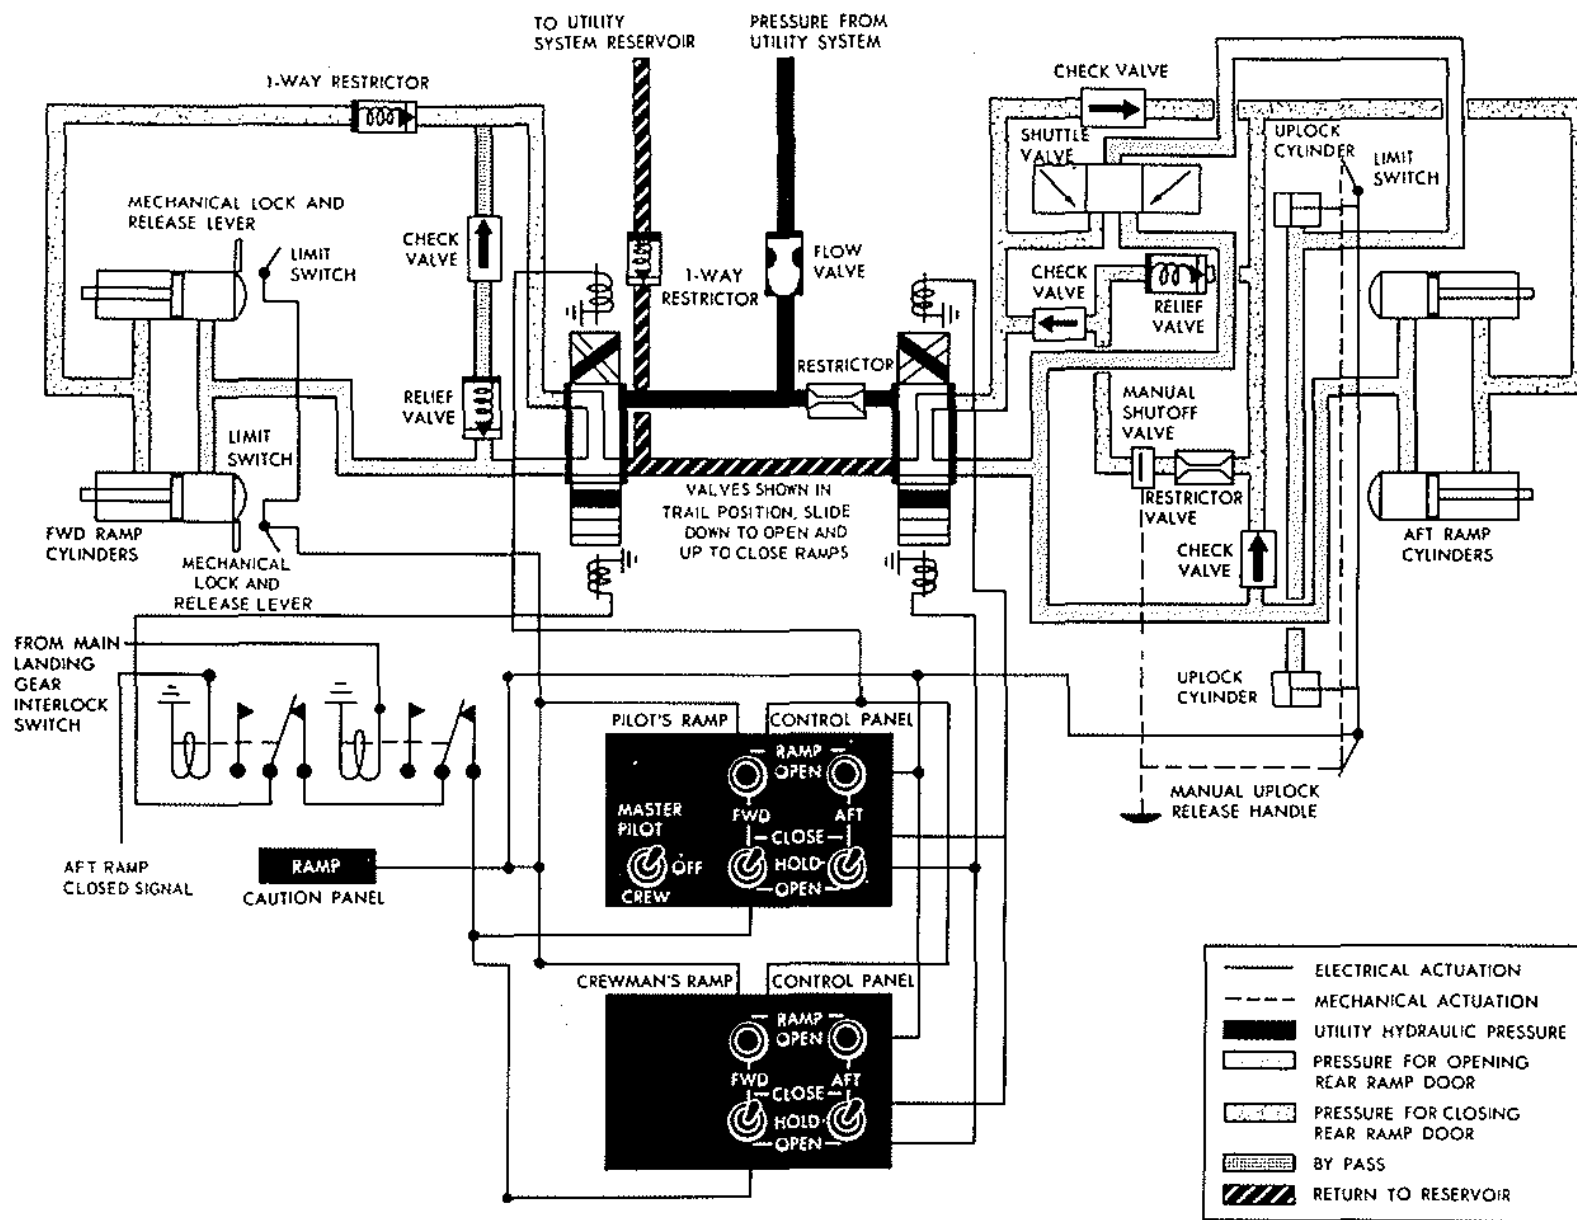 TO UTILITY
SYSTEM RESERVOIR
PRESSURE FROM
UTILITY SYSTEM
1-WAY RESTRICTOR
CHECK VALVE
SHUTTLE
VALVE
UPLOCK
CYLINDER
LIMIT
SWITCH
MECHANICAL LOCK AND
RELEASE LEVER
LIMIT
SWITCH
CHECK
VALVE
1-WAY
RESTRICTOR
FLOW
VALVE
CHECK
VALVE
RELIEF
VALVE
RESTRICTOR
RELIEF
VALVE
MANUAL
SHUTOFF
VALVE
LIMIT
SWITCH
VALVES SHOWN IN
TRAIL POSITION, SLIDE
DOWN TO OPEN AND
UP TO CLOSE RAMPS
RESTRICTOR
VALVE
FWD RAMP
CYLINDERS
MECHANICAL
LOCK AND
RELEASE LEVER
CHECK
VALVE
AFT RAMP
CYLINDERS
FROM MAIN
LANDING
GEAR
INTERLOCK
SWITCH
UPLOCK
CYLINDER
PILOT'S RAMP CONTROL PANEL
RAMP
OPEN
FWD AFT
MASTER
PILOT
OFF
CREW
CLOSE
HOLD
OPEN
MANUAL UPLOCK
RELEASE HANDLE
AFT RAMP
CLOSED SIGNAL
RAMP
CAUTION PANEL
CREWMAN'S RAMP CONTROL PANEL
RAMP
OPEN
FWD AFT
CLOSE
HOLD
OPEN
ELECTRICAL ACTUATION
MECHANICAL ACTUATION
UTILITY HYDRAULIC PRESSURE
PRESSURE FOR OPENING
REAR RAMP DOOR
PRESSURE FOR CLOSING
REAR RAMP DOOR
BY PASS
RETURN TO RESERVOIR